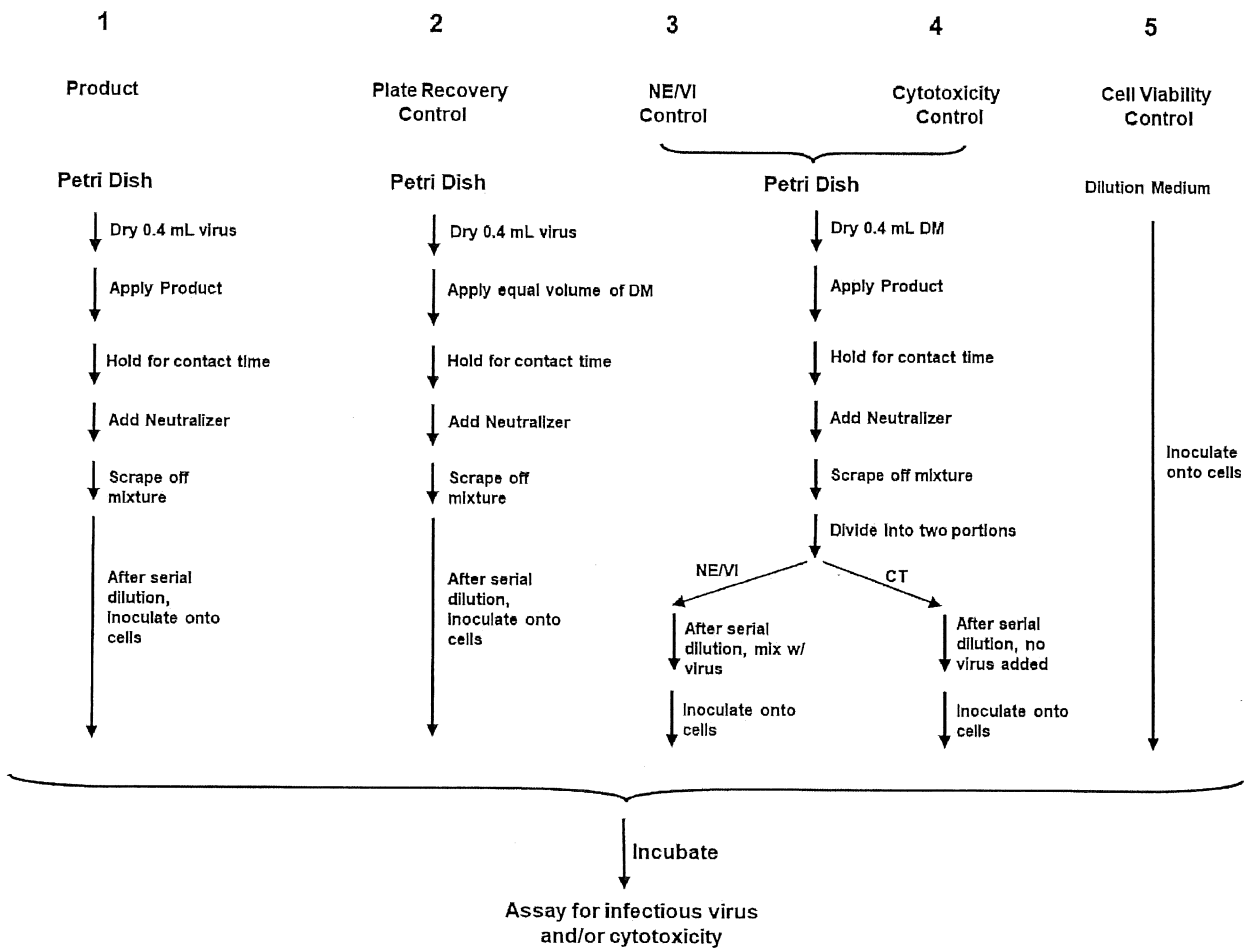 1
2
3
4
5
Product
Plate Recovery
Control
NE/VI
Control
Cytotoxicity
Control
Cell Viability
Control
Petri Dish
Dry 0.4 mL virus
Apply Product
Hold for contact time
Add Neutralizer
Scrape off
mixture
After serial
dilution,
inoculate onto
cells
Petri Dish
Dry 0.4 mL virus
Apply equal volume of DM
Hold for contact time
Add Neutralizer
Scrape off
mixture
After serial
dilution,
inoculate onto
cells
Petri Dish
Dry 0.4 mL DM
Apply Product
Hold for contact time
Add Neutralizer
Scrape off mixture
Divide into two portions
NE/VI
CT
After serial
dilution, mix w/
virus
Inoculate onto
cells
After serial
dilution, no
virus added
Inoculate onto
cells
Dilution Medium
Inoculate
onto cells
Incubate
Assay for infectious virus
and/or cytotoxicity